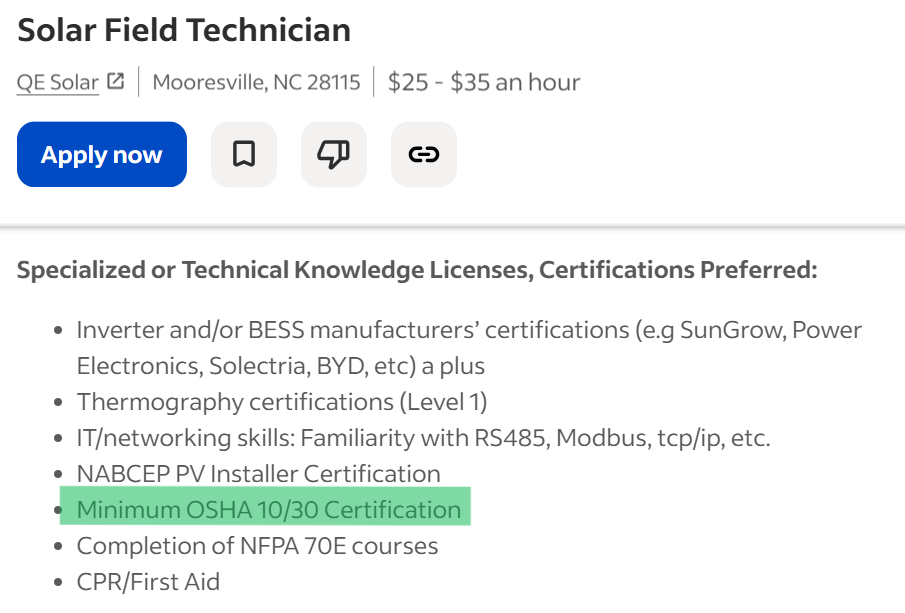 Solar Field Technician
QE Solar Mooresville, NC 28115 $25 - $35 an hour
Apply now
Specialized or Technical Knowledge Licenses, Certifications Preferred:
• Inverter and/or BESS manufacturers’ certifications (e.g SunGrow, Power
Electronics, Solectria, BYD, etc) a plus
• Thermography certifications (Level 1)
• IT/networking skills: Familiarity with RS485, Modbus, tcp/ip, etc.
• NABCEP PV Installer Certification
• Minimum OSHA 10/30 Certification
• Completion of NFPA 70E courses
• CPR/First Aid